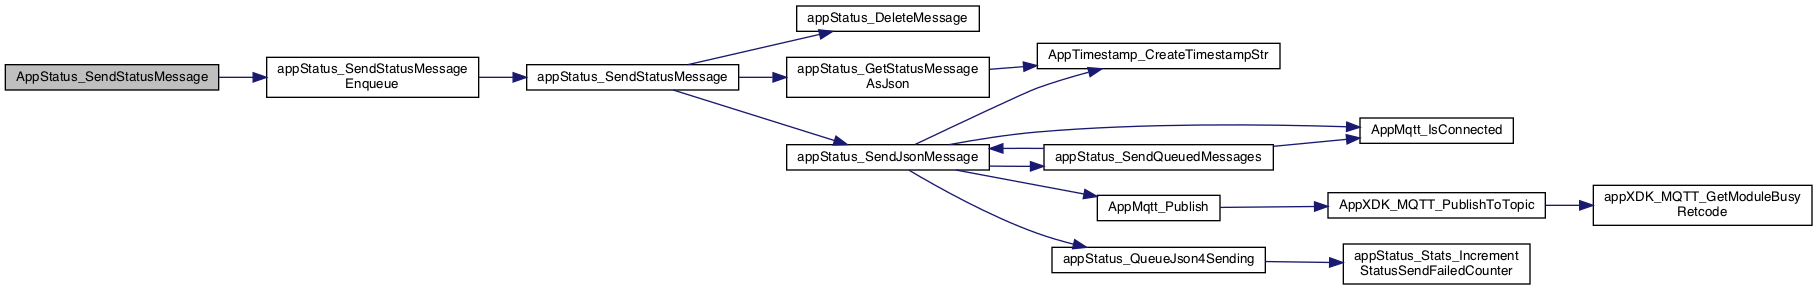 AppStatus_SendStatusMessage
appStatus_SendStatusMessage
Enqueue
appStatus_SendStatusMessage
appStatus_DeleteMessage
appStatus_GetStatusMessage
AsJson
appStatus_SendJsonMessage
AppTimestamp_CreateTimestampStr
appStatus_SendQueuedMessages
AppMqtt_Publish
appStatus_QueueJson4Sending
AppMqtt_IsConnected
AppXDK_MQTT_PublishToTopic
appStatus_Stats_Increment
StatusSendFailedCounter
appXDK_MQTT_GetModuleBusy
Retcode